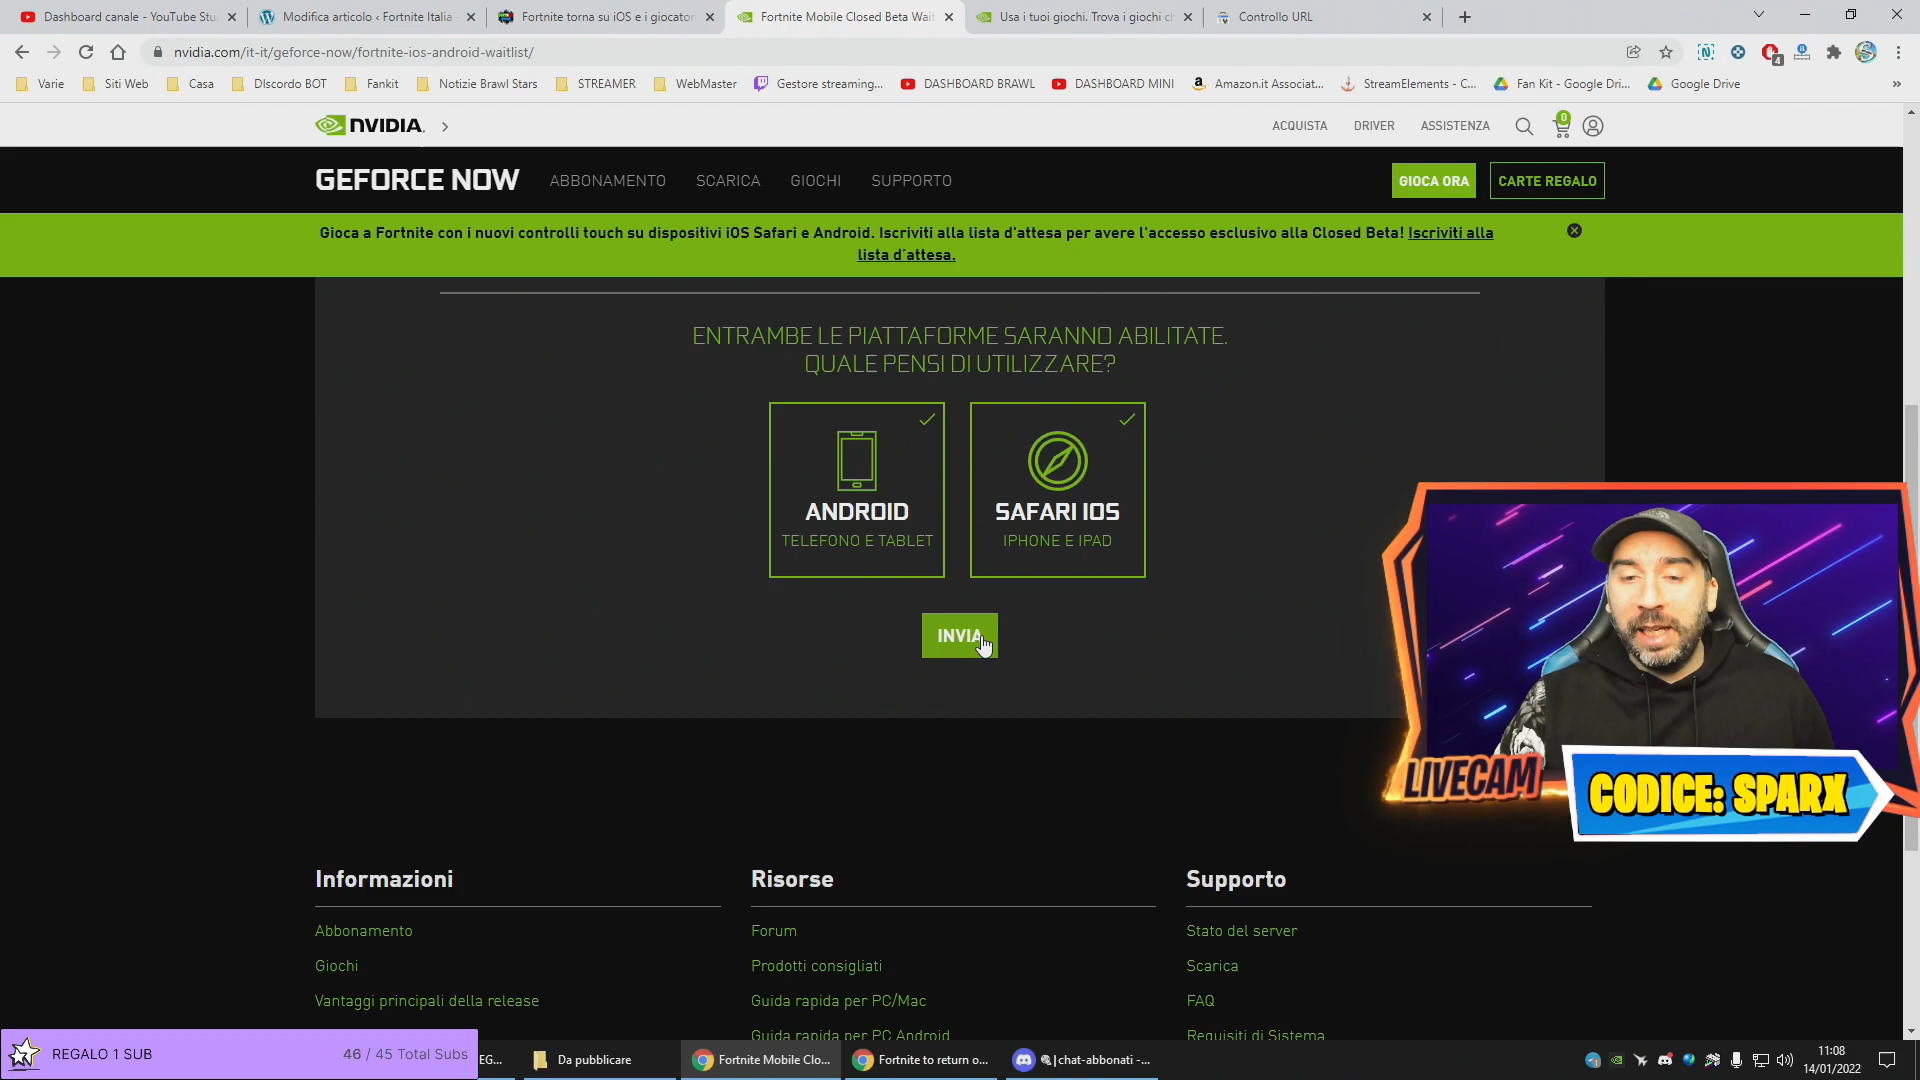 Dashboard canale - YouTube Stu
Modifica articolo ‹ Fortnite Italia
Fortnite torna su iOS e i giocator
Fortnite Mobile Closed Beta Wait
Usa i tuoi giochi. Trova i giochi ch
Controllo URL
nvidia.com/it-it/geforce-now/fortnite-ios-android-waitlist/
4
Varie
Siti Web
Casa
DIscordo BOT
Fankit
Notizie Brawl Stars
STREAMER
WebMaster
Gestore streaming...
DASHBOARD BRAWL
DASHBOARD MINI
Amazon.it Associat...
StreamElements - C...
Fan Kit - Google Dri...
Google Drive
NVIDIA.
ACQUISTA
DRIVER
ASSISTENZA
0
GEFORCE NOW
ABBONAMENTO
SCARICA
GIOCHI
SUPPORTO
GIOCA ORA
CARTE REGALO
Gioca a Fortnite con i nuovi controlli touch su dispositivi iOS Safari e Android. Iscriviti alla lista d'attesa per avere l'accesso esclusivo alla Closed Beta! Iscriviti alla
lista d'attesa.
ENTRAMBE LE PIATTAFORME SARANNO ABILITATE.
QUALE PENSI DI UTILIZZARE?
ANDROID
TELEFONO E TABLET
SAFARI IOS
IPHONE E IPAD
INVIA
LIVECAM
CODICE: SPARX
Informazioni
Abbonamento
Giochi
Vantaggi principali della release
Risorse
Forum
Prodotti consigliati
Guida rapida per PC/Mac
Guida rapida per PC Android
Supporto
Stato del server
Scarica
FAQ
Requisiti di Sistema
REGALO 1 SUB
46 / 45 Total Subs
EG...
Da pubblicare
Fortnite Mobile Clo...
Fortnite to return o...
|chat-abbonati -...
11:08
14/01/2022